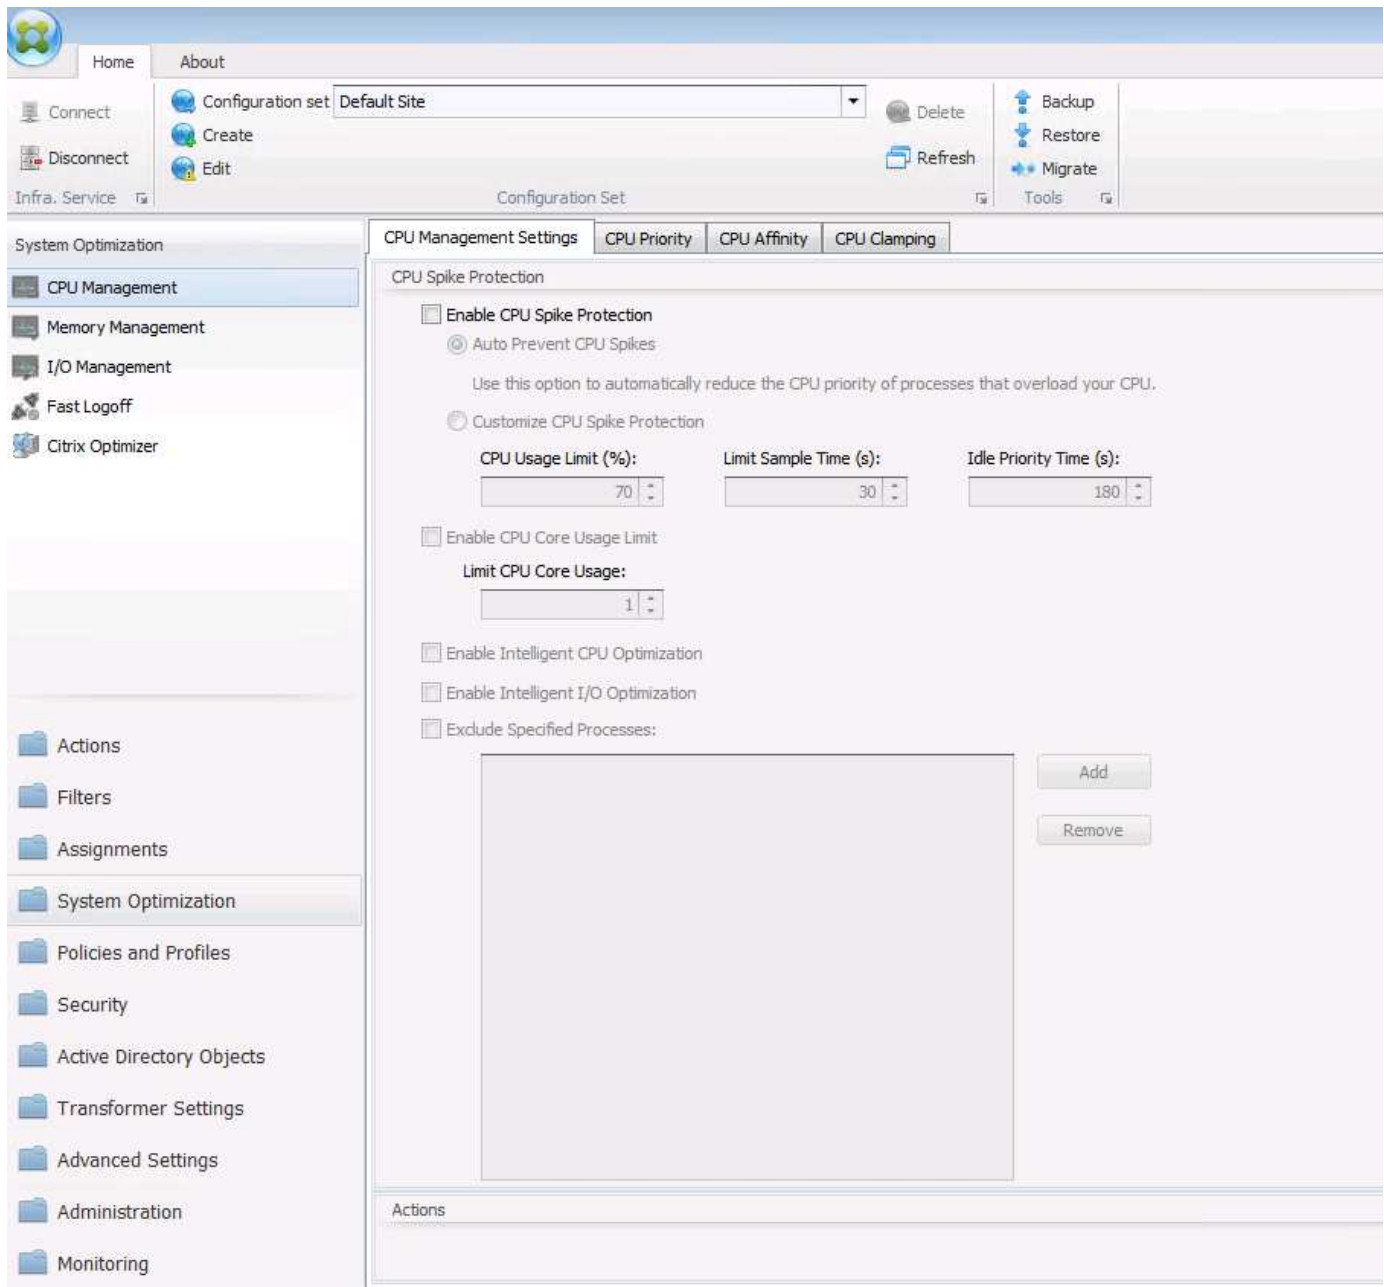 Home About
Connect
Disconnect
Infra. Service
Configuration set Default Site
Create
Edit
Delete
Refresh
Configuration Set
Backup
Restore
Migrate
Tools
System Optimization
CPU Management
Memory Management
I/O Management
Fast Logoff
Citrix Optimizer
Actions
Filters
Assignments
System Optimization
Policies and Profiles
Security
Active Directory Objects
Transformer Settings
Advanced Settings
Administration
Monitoring
CPU Management Settings CPU Priority CPU Affinity CPU Clamping
CPU Spike Protection
Enable CPU Spike Protection
Auto Prevent CPU Spikes
Use this option to automatically reduce the CPU priority of processes that overload your CPU.
Customize CPU Spike Protection
CPU Usage Limit (%): Limit Sample Time (s): Idle Priority Time (s):
70 30 180
Enable CPU Core Usage Limit
Limit CPU Core Usage:
1
Enable Intelligent CPU Optimization
Enable Intelligent I/O Optimization
Exclude Specified Processes:
Add
Remove
Actions